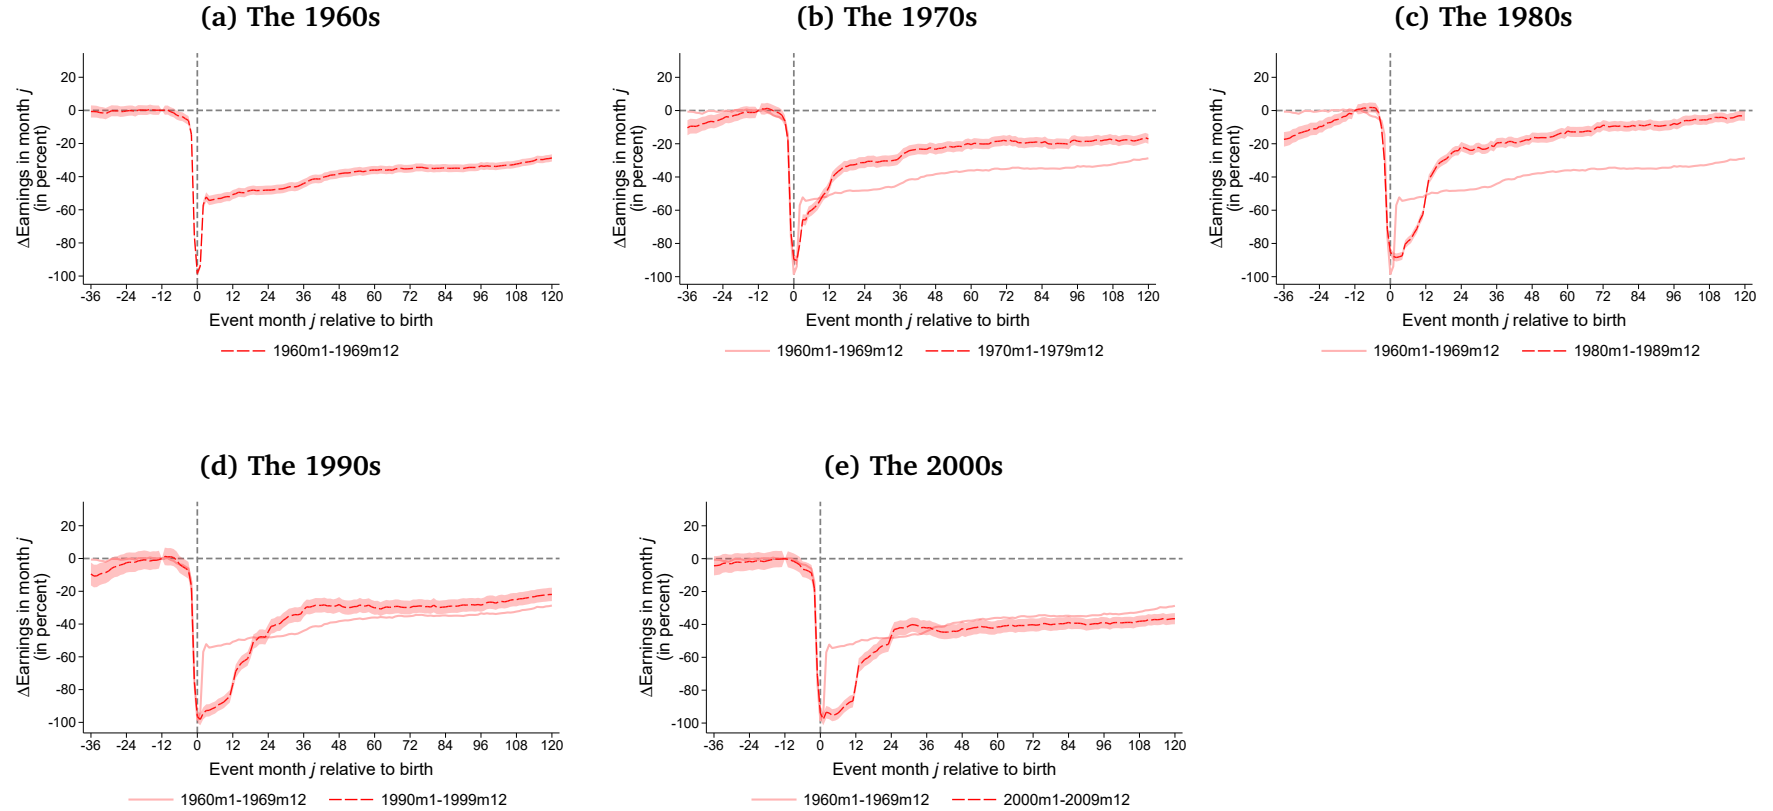 (a) The 1960s
ΔEarnings in month j
(in percent)
20
0
-20
-40
-60
-80
-100
-36 -24 -12 0 12 24 36 48 60 72 84 96 108 120
Event month j relative to birth
1960m1-1969m12
(b) The 1970s
ΔEarnings in month j
(in percent)
20
0
-20
-40
-60
-80
-100
-36 -24 -12 0 12 24 36 48 60 72 84 96 108 120
Event month j relative to birth
1960m1-1969m12 1970m1-1979m12
(c) The 1980s
ΔEarnings in month j
(in percent)
20
0
-20
-40
-60
-80
-100
-36 -24 -12 0 12 24 36 48 60 72 84 96 108 120
Event month j relative to birth
1960m1-1969m12 1980m1-1989m12
(d) The 1990s
ΔEarnings in month j
(in percent)
20
0
-20
-40
-60
-80
-100
-36 -24 -12 0 12 24 36 48 60 72 84 96 108 120
Event month j relative to birth
1960m1-1969m12 1990m1-1999m12
(e) The 2000s
ΔEarnings in month j
(in percent)
20
0
-20
-40
-60
-80
-100
-36 -24 -12 0 12 24 36 48 60 72 84 96 108 120
Event month j relative to birth
1960m1-1969m12 2000m1-2009m12